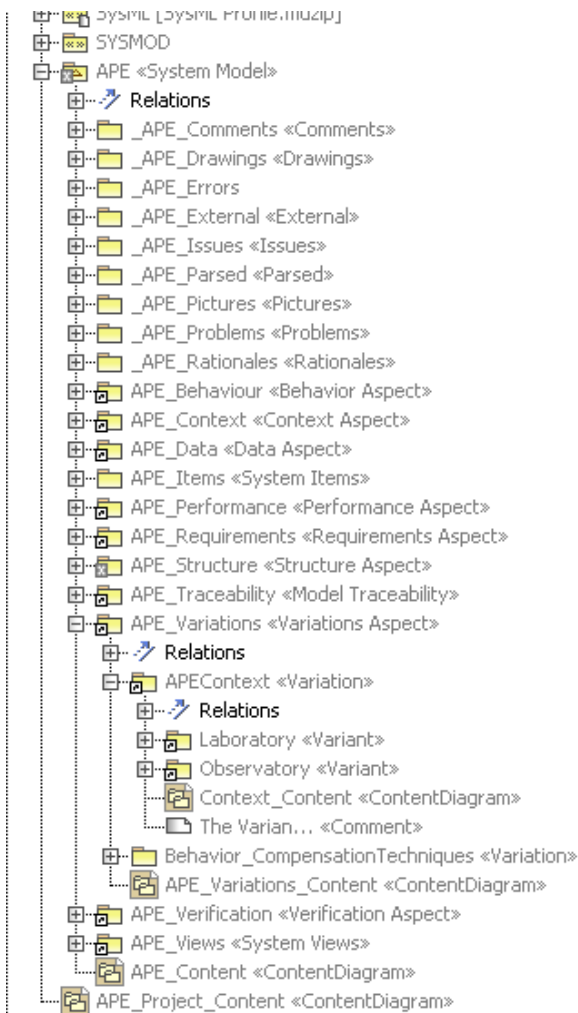 SysML [SysML Profile.mdzip]
«» SYSMOD
APE «System Model»
Relations
_APE_Comments «Comments»
_APE_Drawings «Drawings»
_APE_Errors
_APE_External «External»
_APE_Issues «Issues»
_APE_Parsed «Parsed»
_APE_Pictures «Pictures»
_APE_Problems «Problems»
_APE_Rationales «Rationales»
APE_Behaviour «Behavior Aspect»
APE_Context «Context Aspect»
APE_Data «Data Aspect»
APE_Items «System Items»
APE_Performance «Performance Aspect»
APE_Requirements «Requirements Aspect»
APE_Structure «Structure Aspect»
APE_Traceability «Model Traceability»
APE_Variations «Variations Aspect»
Relations
APEContext «Variation»
Relations
Laboratory «Variant»
Observatory «Variant»
Context_Content «ContentDiagram»
The Varian... «Comment»
Behavior_CompensationTechniques «Variation»
APE_Variations_Content «ContentDiagram»
APE_Verification «Verification Aspect»
APE_Views «System Views»
APE_Content «ContentDiagram»
APE_Project_Content «ContentDiagram»